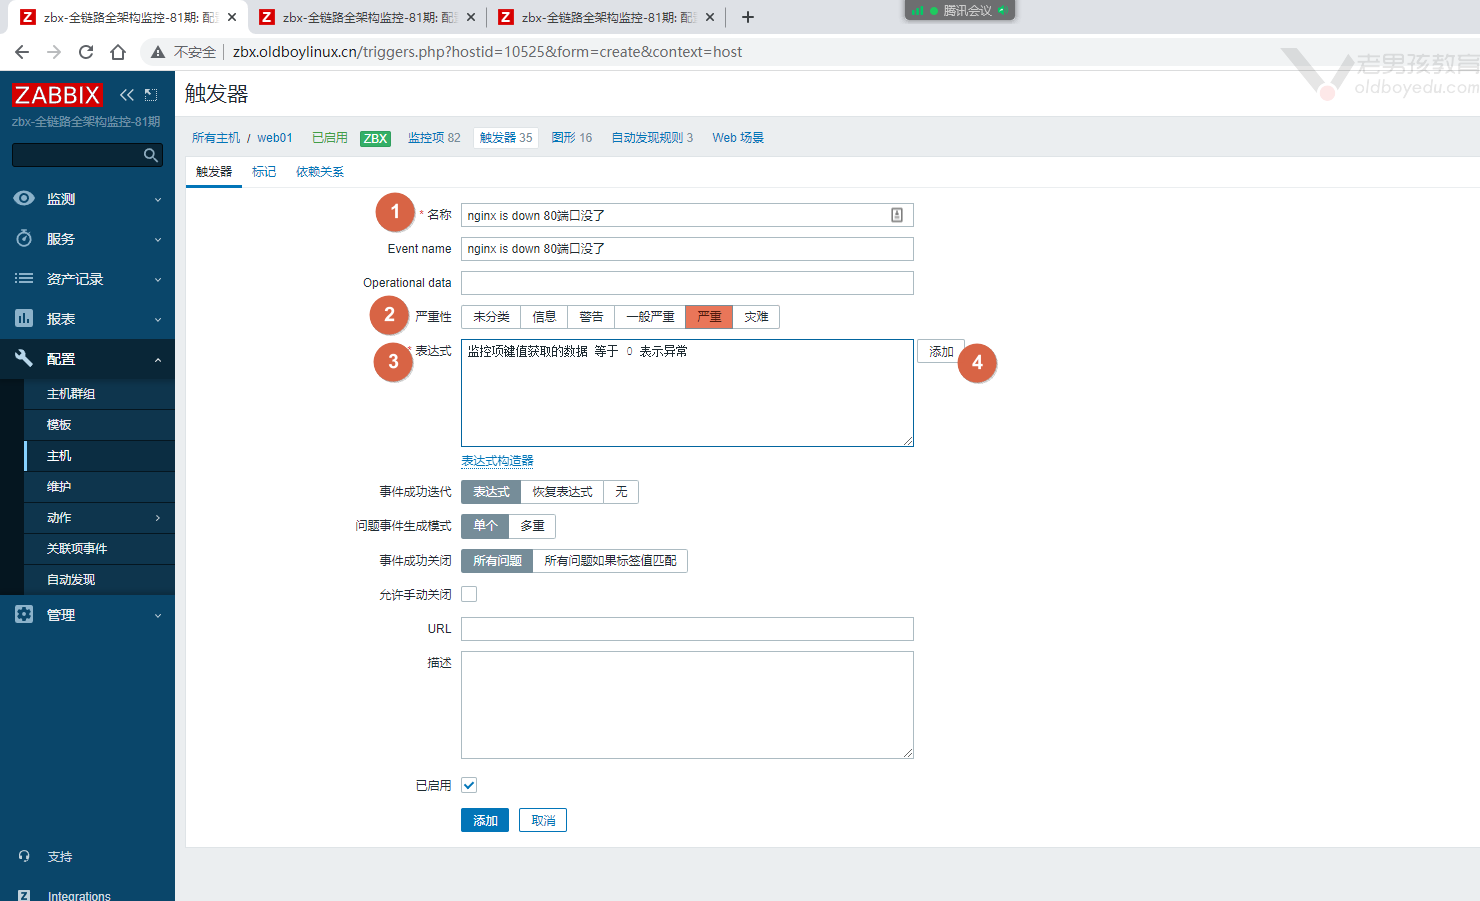 zbx-全链路全架构监控-81期: 配
zbx-全链路全架构监控-81期: 配
zbx-全链路全架构监控-81期: 配
腾讯会议
不安全
zbx.oldboylinux.cn/triggers.php?hostid=10525&form=create&context=host
老男孩教育
oldboyedu.com
ZABBIX
zbx-全链路全架构监控-81期
监测
服务
资产记录
报表
配置
主机群组
模板
主机
维护
动作
关联项事件
自动发现
管理
支持
Integrations
触发器
所有主机 / web01 已启用 ZBX 监控项 82 触发器 35 图形 16 自动发现规则 3 Web 场景
触发器 标记 依赖关系
1 * 名称 nginx is down 80端口没了
Event name nginx is down 80端口没了
Operational data
2 严重性 未分类 信息 警告 一般严重 严重 灾难
3 * 表达式 监控项键值获取的数据 等于 0 表示异常 添加 4
表达式构造器
事件成功迭代 表达式 恢复表达式 无
问题事件生成模式 单个 多重
事件成功关闭 所有问题 所有问题如果标签值匹配
允许手动关闭
URL
描述
已启用
添加 取消